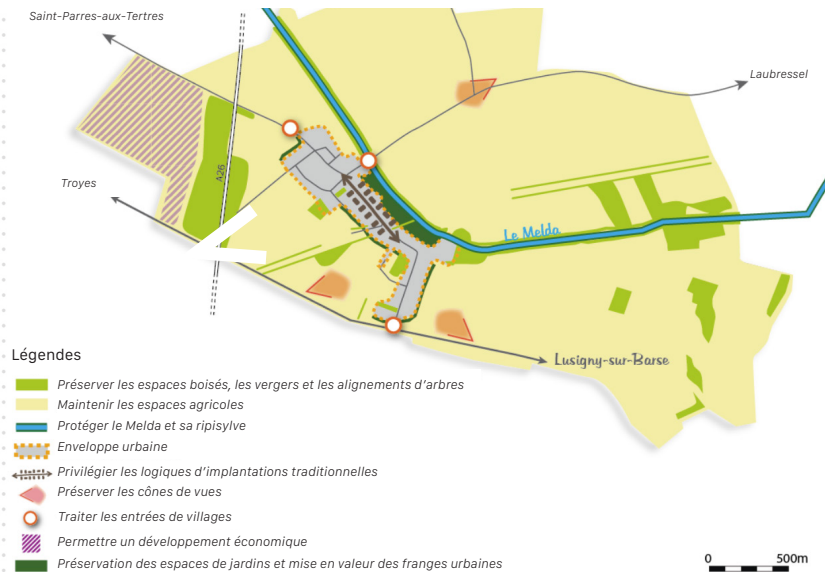 Saint-Parres-aux-Tertres
Laubressel
A26
Troyes
Le Melda
Lusigny-sur-Barse
Légendes
Préserver les espaces boisés, les vergers et les alignements d'arbres
Maintenir les espaces agricoles
Protéger le Melda et sa ripisylve
Enveloppe urbaine
Privilégier les logiques d'implantations traditionnelles
Préserver les cônes de vues
Traiter les entrées de villages
Permettre un développement économique
Préservation des espaces de jardins et mise en valeur des franges urbaines
0 500m